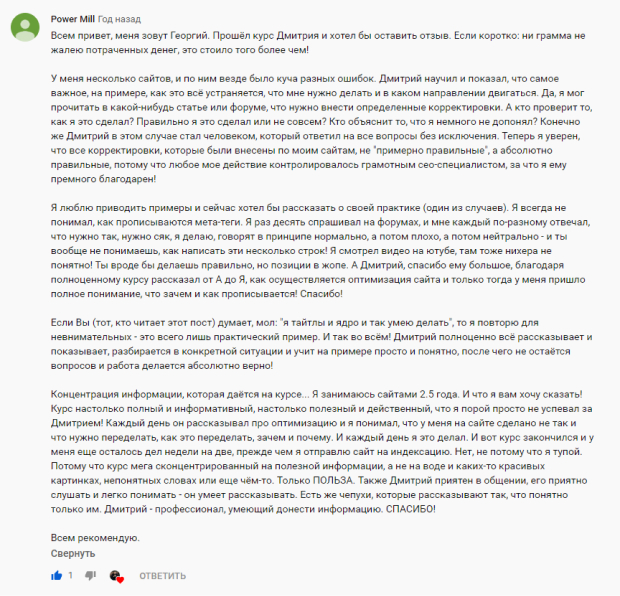 Power Mill Год назад
Всем привет, меня зовут Георгий. Прошёл курс Дмитрия и хотел бы оставить отзыв. Если коротко: ни грамма не
жалею потраченных денег, это стоило того более чем!
У меня несколько сайтов, и по ним везде было куча разных ошибок. Дмитрий научил и показал, что самое
важное, на примере, как это всё устраняется, что мне нужно делать и в каком направлении двигаться. Да, я мог
прочитать в какой-нибудь статье или форуме, что нужно внести определенные корректировки. А кто проверит то,
как я это сделал? Правильно я это сделал или не совсем? Кто объяснит то, что я немного не допонял? Конечно
же Дмитрий в этом случае стал человеком, который ответил на все вопросы без исключения. Теперь я уверен,
что все корректировки, которые были внесены по моим сайтам, не "примерно правильные", а абсолютно
правильные, потому что любое мое действие контролировалось грамотным сео-специалистом, за что я ему
премного благодарен!
Я люблю приводить примеры и сейчас хотел бы рассказать о своей практике (один из случаев). Я всегда не
понимал, как прописываются мета-теги. Я раз десять спрашивал на форумах, и мне каждый по-разному отвечал,
что нужно так, нужно сяк, я делаю, говорят в принципе нормально, а потом плохо, а потом нейтрально - и ты
вообще не понимаешь, как написать эти несколько строк! Я смотрел видео на ютубе, там тоже нихера не
понятно! Ты вроде бы делаешь правильно, но позиции в жопе. А Дмитрий, спасибо ему большое, благодаря
полноценному курсу рассказал от А до Я, как осуществляется оптимизация сайта и только тогда у меня пришло
полное понимание, что зачем и как прописывается! Спасибо!
Если Вы (тот, кто читает этот пост) думает, мол: "я тайтлы и ядро и так умею делать", то я повторю для
невнимательных - это всего лишь практический пример. И так во всём! Дмитрий полноценно всё рассказывает и
показывает, разбирается в конкретной ситуации и учит на примере просто и понятно, после чего не остаётся
вопросов и работа делается абсолютно верно!
Концентрация информации, которая даётся на курсе... Я занимаюсь сайтами 2.5 года. И что я вам хочу сказать!
Курс настолько полный и информативный, настолько полезный и действенный, что я порой просто не успевал за
Дмитрием! Каждый день он рассказывал про оптимизацию и я понимал, что у меня на сайте сделано не так и
что нужно переделать, как это переделать, зачем и почему. И каждый день я это делал. И вот курс закончился и у
меня еще осталось дел недели на две, прежде чем я отправлю сайт на индексацию. Нет, не потому что я тупой.
Потому что курс мега сконцентрированный на полезной информации, а не на воде и каких-то красивых
картинках, непонятных словах или еще чём-то. Только ПОЛЬЗА. Также Дмитрий приятен в общении, его приятно
слушать и легко понимать - он умеет рассказывать. Есть же чепухи, которые рассказывают так, что понятно
только им. Дмитрий - профессионал, умеющий донести информацию. СПАСИБО!
Всем рекомендую.
Свернуть
1 ОТВЕТИТЬ